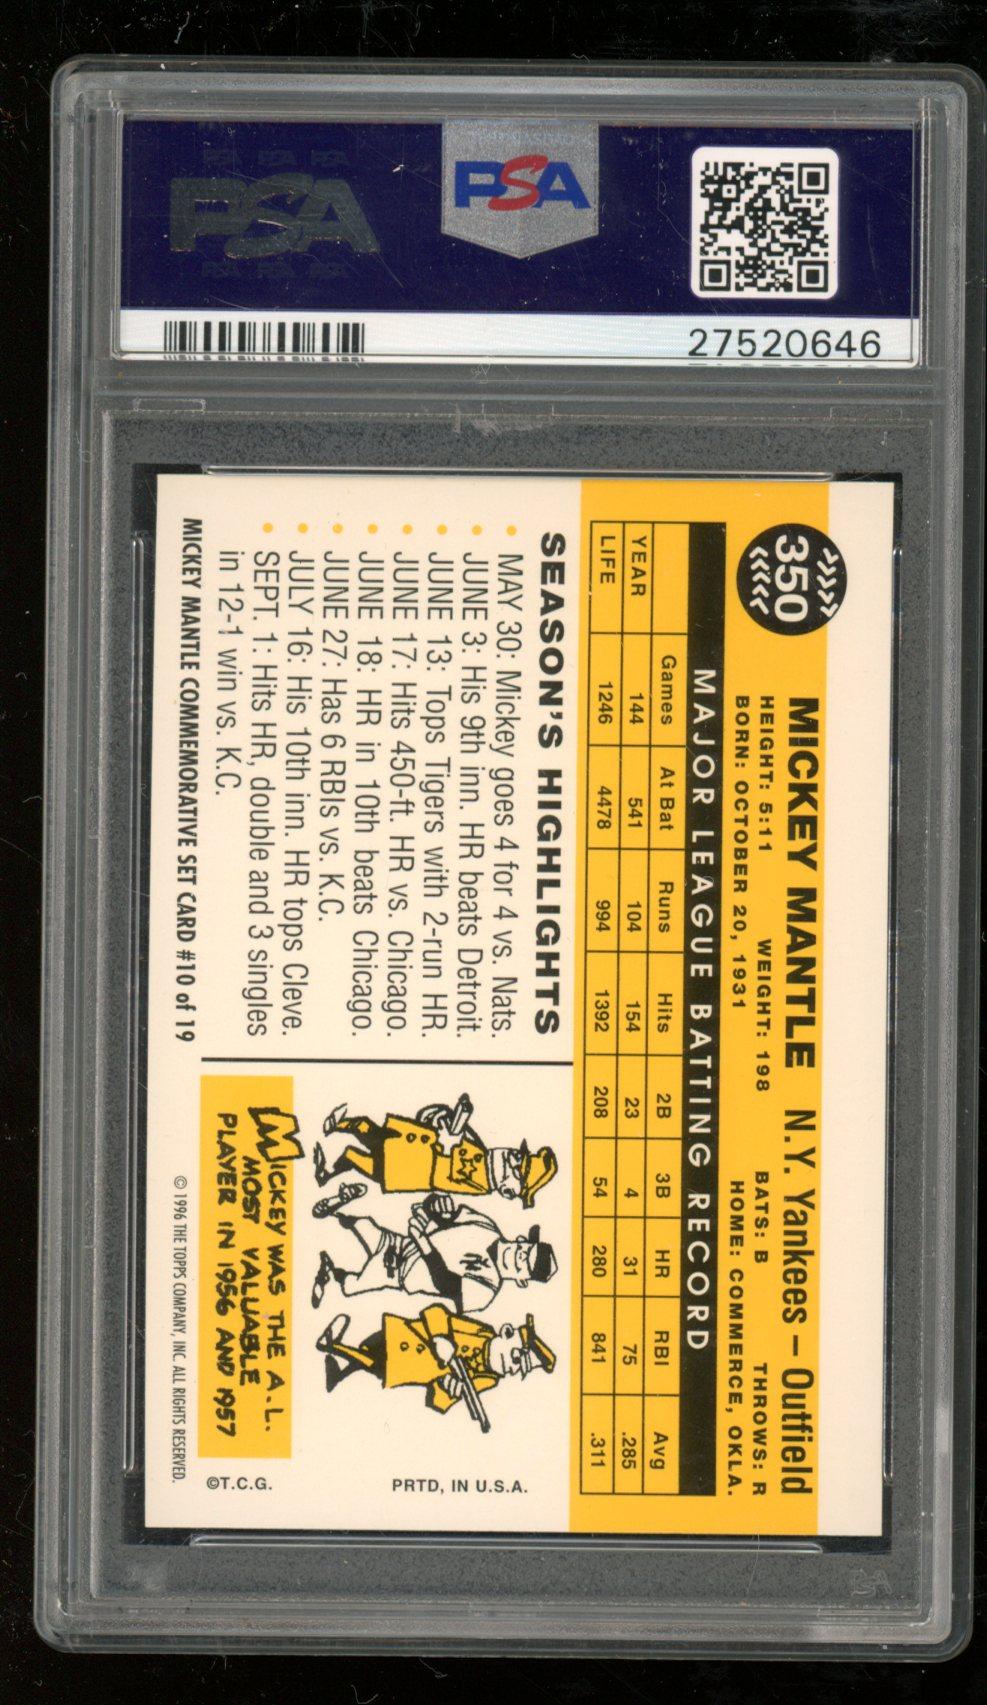 PSA
PSA PSA PSA
PSA
PSA PSA PSA
27520646
350
MICKEY MANTLE N.Y. Yankees – Outfield
HEIGHT: 5:11 WEIGHT: 198 BATS: B THROWS: R
BORN: OCTOBER 20, 1931 HOME: COMMERCE, OKLA.
MAJOR LEAGUE BATTING RECORD
Games At Bat Runs Hits 2B 3B HR RBI Avg
YEAR 144 541 104 154 23 4 31 75 .285
LIFE 1246 4478 994 1392 208 54 280 841 .311
SEASON'S HIGHLIGHTS
• MAY 30: Mickey goes 4 for 4 vs. Nats.
• JUNE 3: His 9th inn. HR beats Detroit.
• JUNE 13: Tops Tigers with 2-run HR.
• JUNE 17: Hits 450-ft. HR vs. Chicago.
• JUNE 18: HR in 10th beats Chicago.
• JUNE 27: Has 6 RBIs vs. K.C.
• JULY 16: His 10th inn. HR tops Cleve.
• SEPT. 1: Hits HR, double and 3 singles
in 12-1 win vs. K.C.
MICKEY MANTLE COMMEMORATIVE SET CARD #10 of 19
NY
MICKEY WAS THE A.L.
MOST VALUABLE
PLAYER IN 1956 AND 1957
© 1996 THE TOPPS COMPANY, INC. ALL RIGHTS RESERVED.
PRTD, IN U.S.A.
©T.C.G.